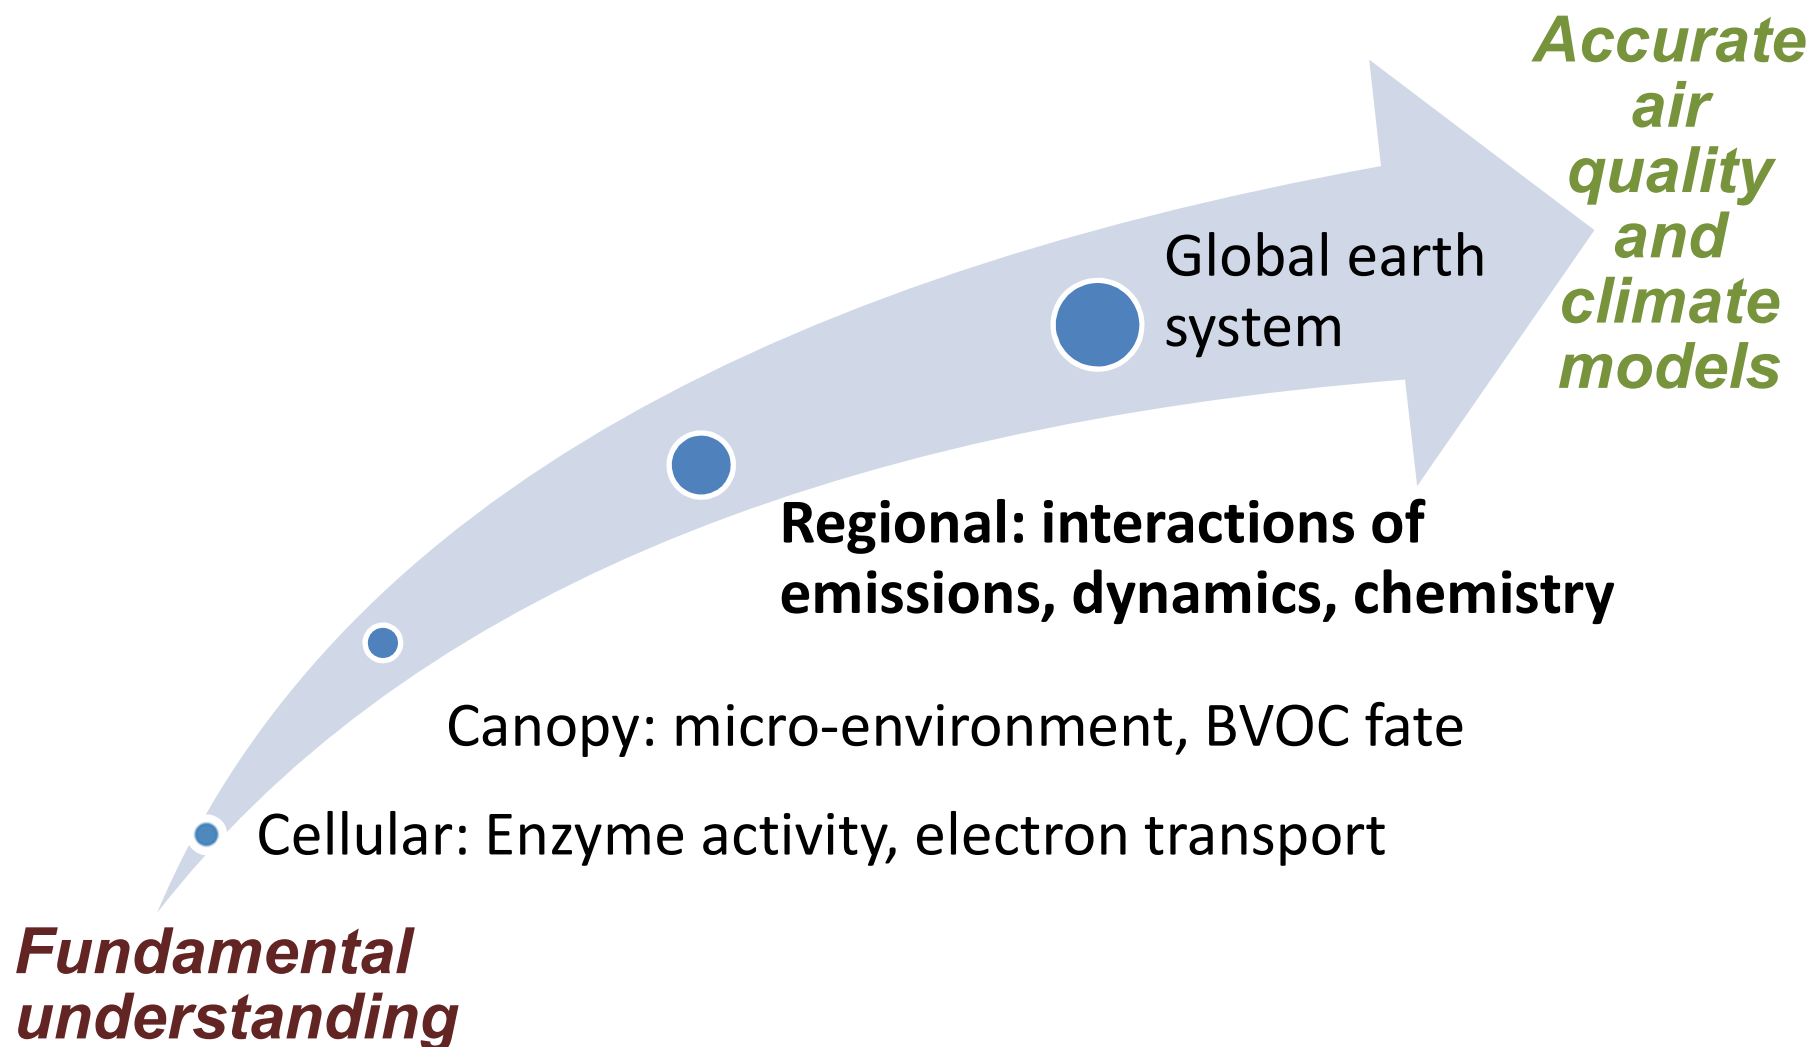 Accurate
air
quality
and
climate
models
Global earth
system
Regional: interactions of
emissions, dynamics, chemistry
Canopy: micro-environment, BVOC fate
Cellular: Enzyme activity, electron transport
Fundamental
understanding